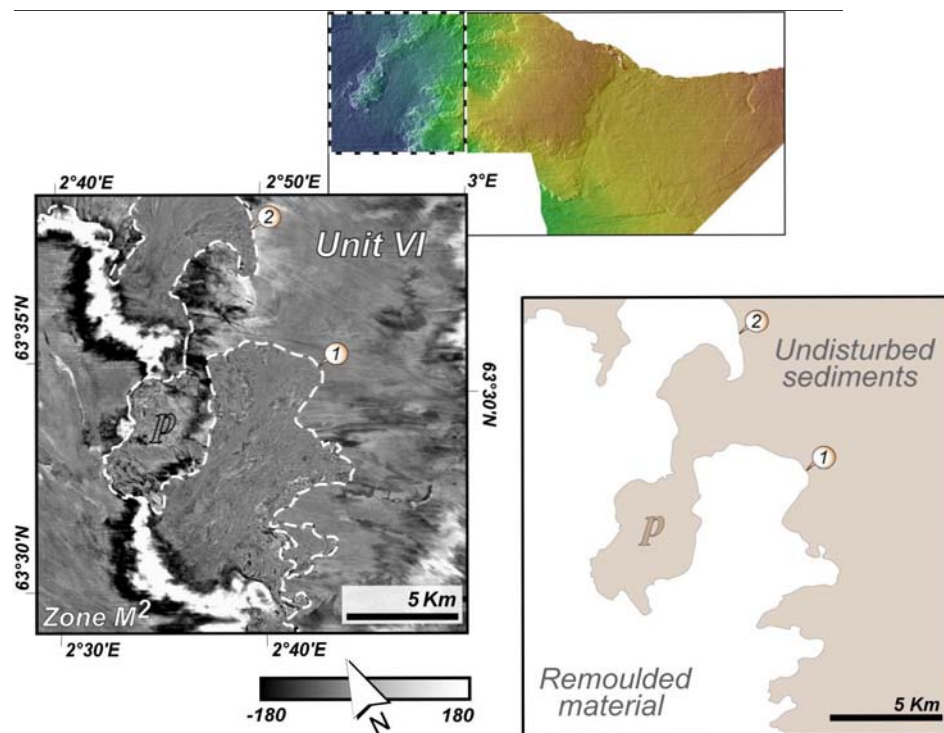 2°40'E
2°50'E
3°E
2
Unit VI
63°35'N
1
63°30'N
p
63°30'N
Zone M²
5 Km
2°30'E
2°40'E
-180
180
N
2
Undisturbed
sediments
1
p
Remoulded
material
5 Km